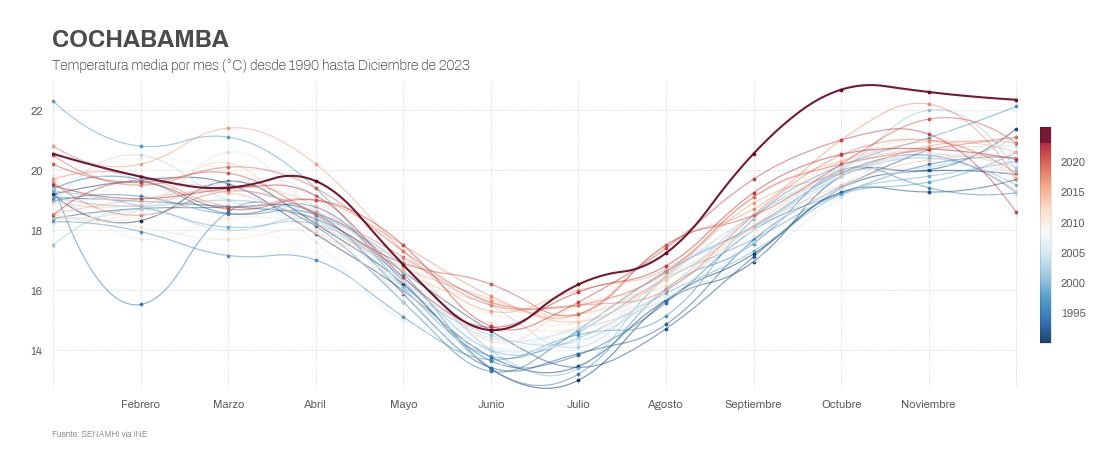 COCHABAMBA
Temperatura media por mes (°C) desde 1990 hasta Diciembre de 2023
22
20
18
16
14
2020
2015
2010
2005
2000
1995
Febrero Marzo Abril Mayo Junio Julio Agosto Septiembre Octubre Noviembre
Fuente: SENAMHI via INE